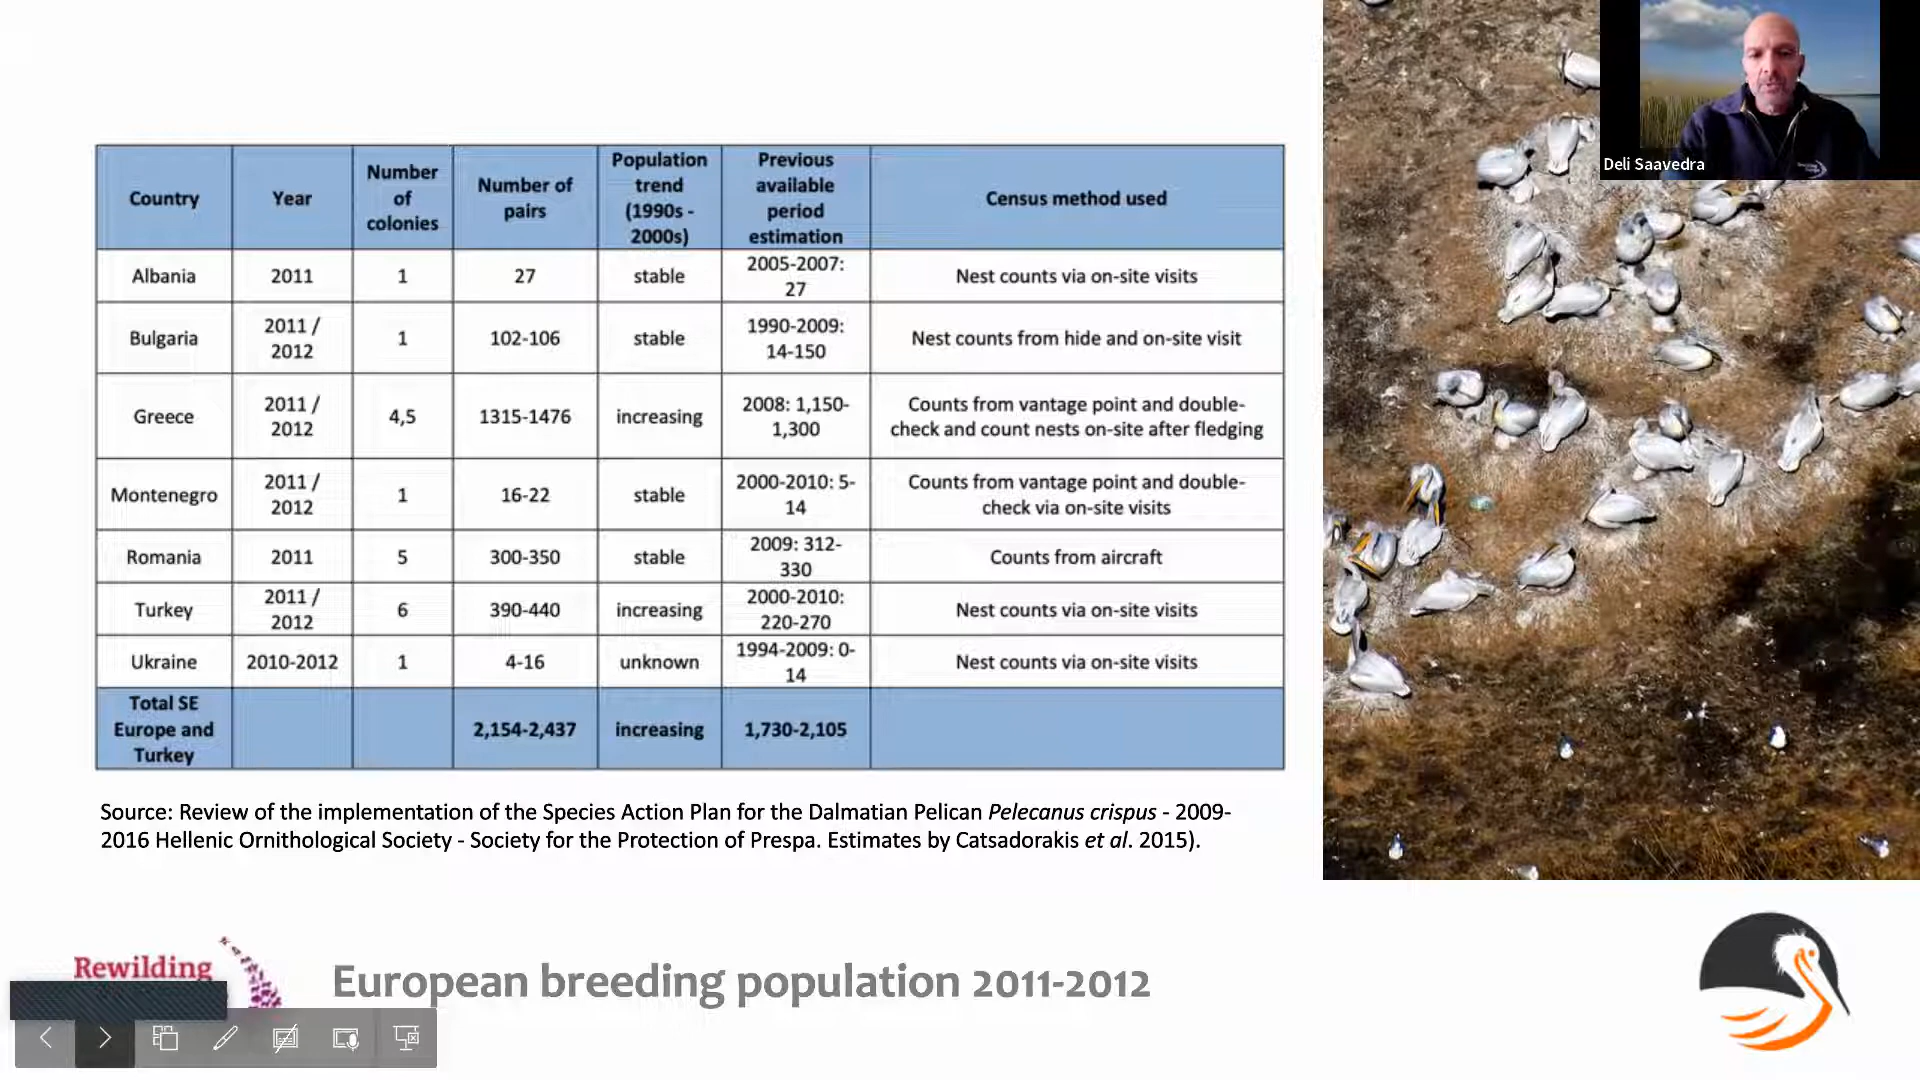 Deli Saavedra
Country Year Number of colonies Number of pairs Population trend (1990s - 2000s) Previous available period estimation Census method used
Albania 2011 1 27 stable 2005-2007: 27 Nest counts via on-site visits
Bulgaria 2011 / 2012 1 102-106 stable 1990-2009: 14-150 Nest counts from hide and on-site visit
Greece 2011 / 2012 4,5 1315-1476 increasing 2008: 1,150-1,300 Counts from vantage point and double-check and count nests on-site after fledging
Montenegro 2011 / 2012 1 16-22 stable 2000-2010: 5-14 Counts from vantage point and double-check via on-site visits
Romania 2011 5 300-350 stable 2009: 312-330 Counts from aircraft
Turkey 2011 / 2012 6 390-440 increasing 2000-2010: 220-270 Nest counts via on-site visits
Ukraine 2010-2012 1 4-16 unknown 1994-2009: 0-14 Nest counts via on-site visits
Total SE Europe and Turkey 2,154-2,437 increasing 1,730-2,105
Source: Review of the implementation of the Species Action Plan for the Dalmatian Pelican Pelecanus crispus - 2009-
2016 Hellenic Ornithological Society - Society for the Protection of Prespa. Estimates by Catsadorakis et al. 2015).
Rewilding
European breeding population 2011-2012